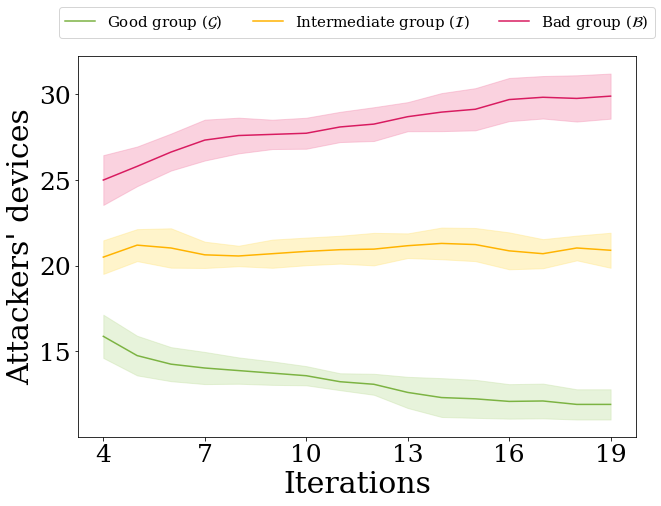 Good group (𝒢) Intermediate group (ℐ) Bad group (ℬ)
Attackers' devices
30
25
20
15
4 7 10 13 16 19
Iterations